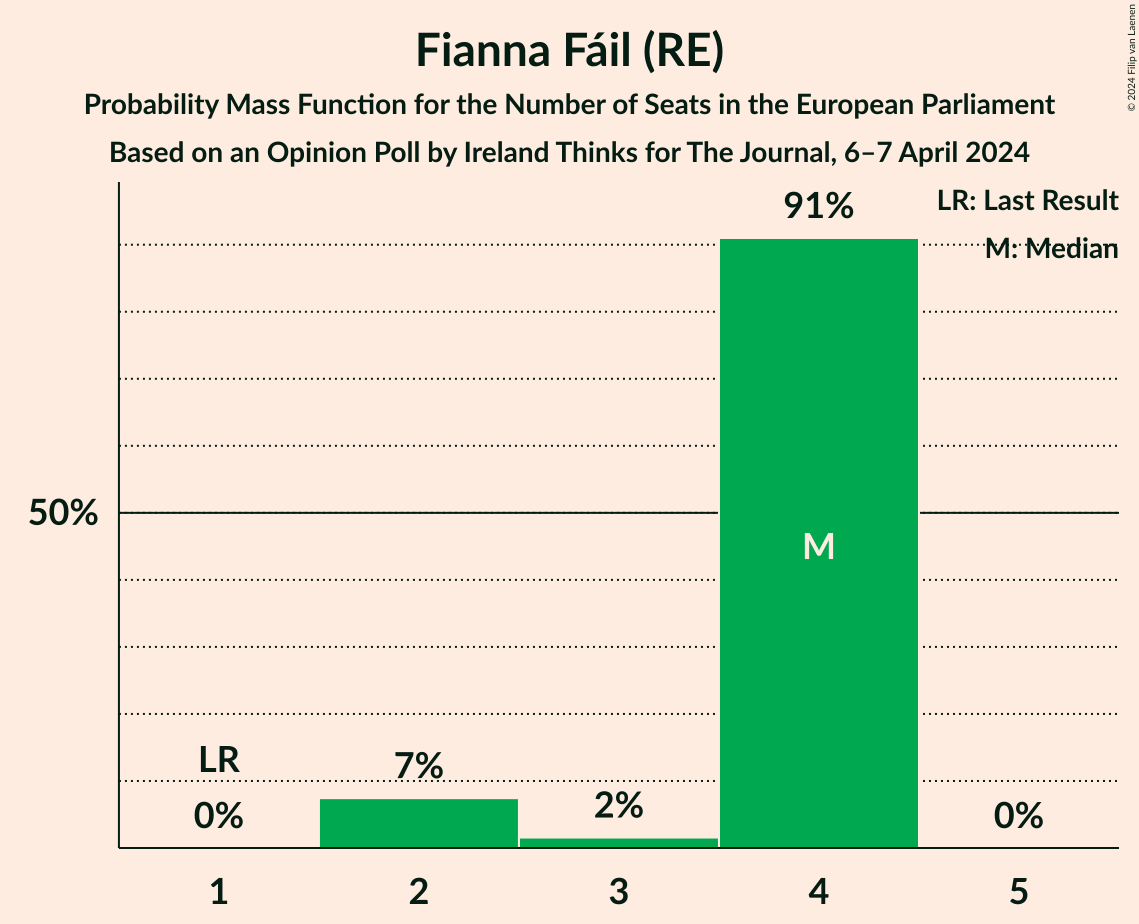 Fianna Fáil (RE)
Probability Mass Function for the Number of Seats in the European Parliament
Based on an Opinion Poll by Ireland Thinks for The Journal, 6–7 April 2024
© 2024 Filip van Laenen
LR: Last Result
M: Median
91%
50%
M
LR
0%
7%
2%
0%
1
2
3
4
5